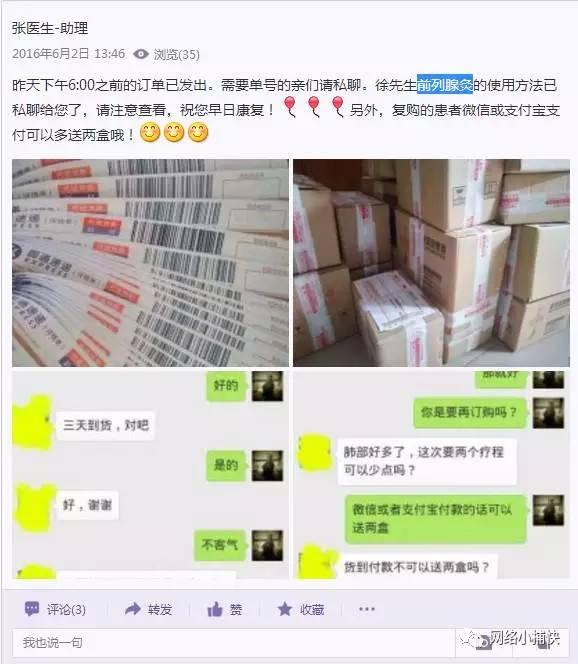 张医生-助理
2016年6月2日 13:46 浏览(35)
昨天下午6:00之前的订单已发出。需要单号的亲们请私聊。徐先生前列腺灸的使用方法已
私聊给您了，请注意查看，祝您早日康复！另外，复购的患者微信或支付宝支
付可以多送两盒哦！
好的
三天到货，对吧
是的
好，谢谢
不客气
那就好
你是要再订购吗？
肺部好多了，这次要两个疗程
可以少点吗？
微信或者支付宝付款的话可以
送两盒
货到付款不可以送两盒吗？
评论(3) 转发 赞 收藏
我也说一句
网络小捕快